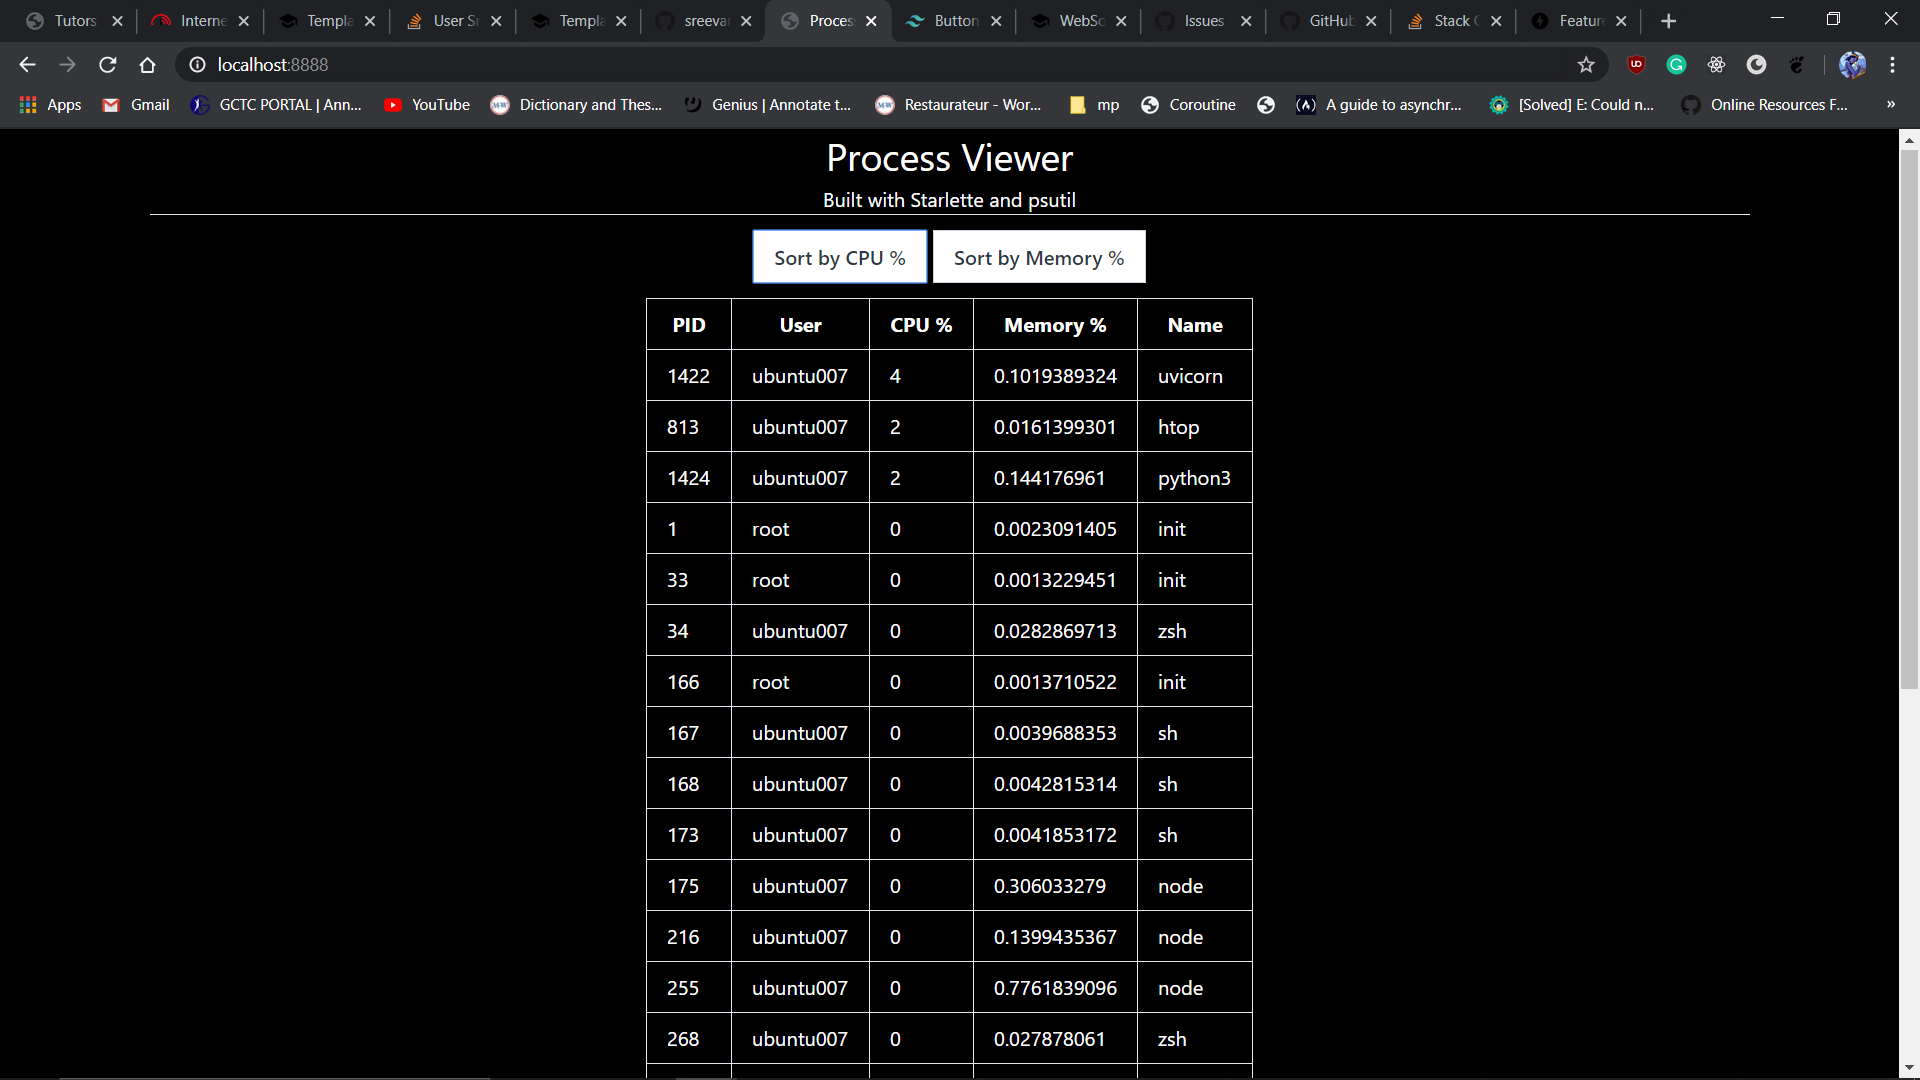 Tutors Interne Templa User Sr Templa sreevar Process Button WebSo Issues GitHub Stack Feature
localhost:8888
Apps Gmail GCTC PORTAL | Ann... YouTube Dictionary and Thes... Genius | Annotate t... Restaurateur - Wor... mp Coroutine A guide to asynchr... [Solved] E: Could n... Online Resources F... »
Process Viewer
Built with Starlette and psutil
Sort by CPU % Sort by Memory %
PID User CPU % Memory % Name
1422 ubuntu007 4 0.1019389324 uvicorn
813 ubuntu007 2 0.0161399301 htop
1424 ubuntu007 2 0.144176961 python3
1 root 0 0.0023091405 init
33 root 0 0.0013229451 init
34 ubuntu007 0 0.0282869713 zsh
166 root 0 0.0013710522 init
167 ubuntu007 0 0.0039688353 sh
168 ubuntu007 0 0.0042815314 sh
173 ubuntu007 0 0.0041853172 sh
175 ubuntu007 0 0.306033279 node
216 ubuntu007 0 0.1399435367 node
255 ubuntu007 0 0.7761839096 node
268 ubuntu007 0 0.027878061 zsh